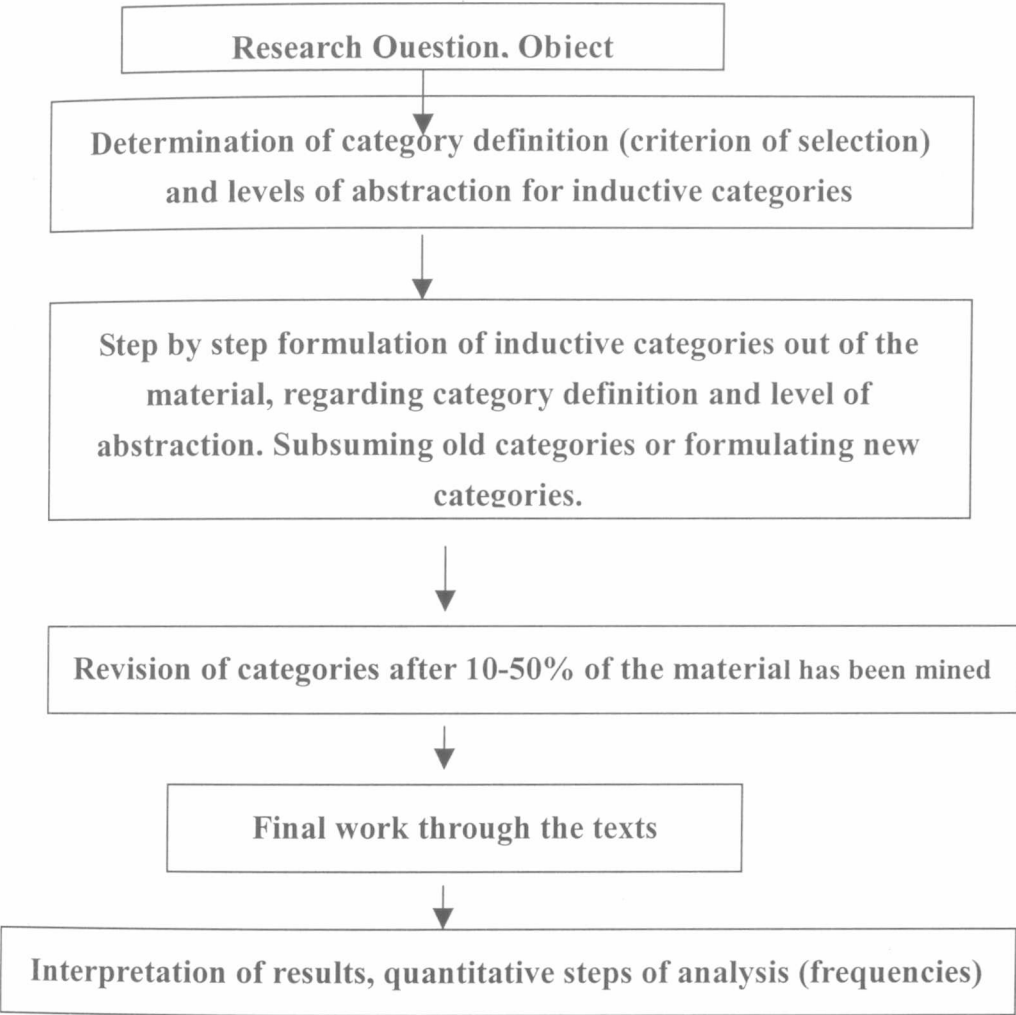 Research Question. Object
Determination of category definition (criterion of selection)
and levels of abstraction for inductive categories
Step by step formulation of inductive categories out of the
material, regarding category definition and level of
abstraction. Subsuming old categories or formulating new
categories.
Revision of categories after 10-50% of the material has been mined
Final work through the texts
Interpretation of results, quantitative steps of analysis (frequencies)